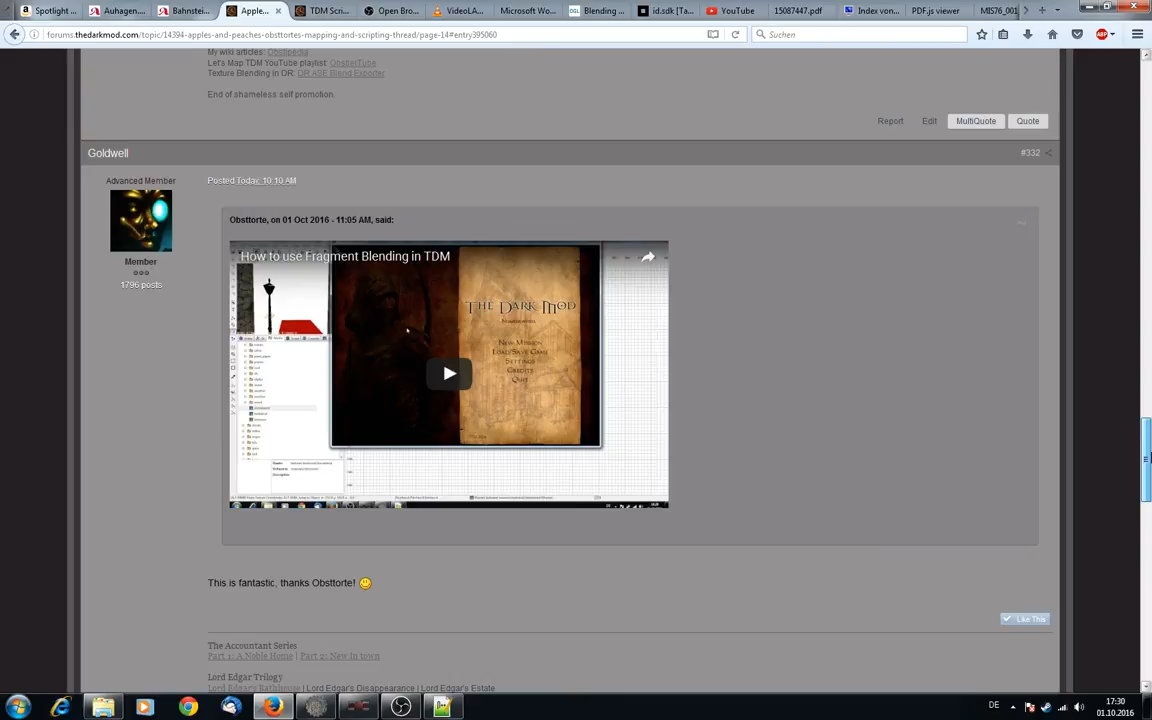 Spotlight ...
Auhagen....
Bahnstei...
Apple...
TDM Scri...
Open Bro...
VideoLA...
Microsoft Wo...
Blending ...
id.sdk [Ta...
YouTube
15087447.pdf
Index von...
PDF.js viewer
MIS76_001
forums.thedarkmod.com/topic/14394-apples-and-peaches-obsttortes-mapping-and-scripting-thread/page-14#entry395060
Suchen
My wiki articles: Obstipedia
Let's Map TDM YouTube playlist: ObsterTube
Texture Blending in DR: DR ASE Blend Exporter
End of shameless self promotion.
Report
Edit
MultiQuote
Quote
Goldwell
#332
Advanced Member
Member
1796 posts
Posted Today, 10:10 AM
Obsttorte, on 01 Oct 2016 - 11:05 AM, said:
How to use Fragment Blending in TDM
The Dark Mod
New Mission
Load/Save Game
Settings
Credits
Quit
This is fantastic, thanks Obsttorte!
Like This
The Accountant Series
Part 1: A Noble Home | Part 2: New In town
Lord Edgar Trilogy
Lord Edgar's Bathhouse | Lord Edgar's Disappearance | Lord Edgar's Estate
DE
17:30
01.10.2016